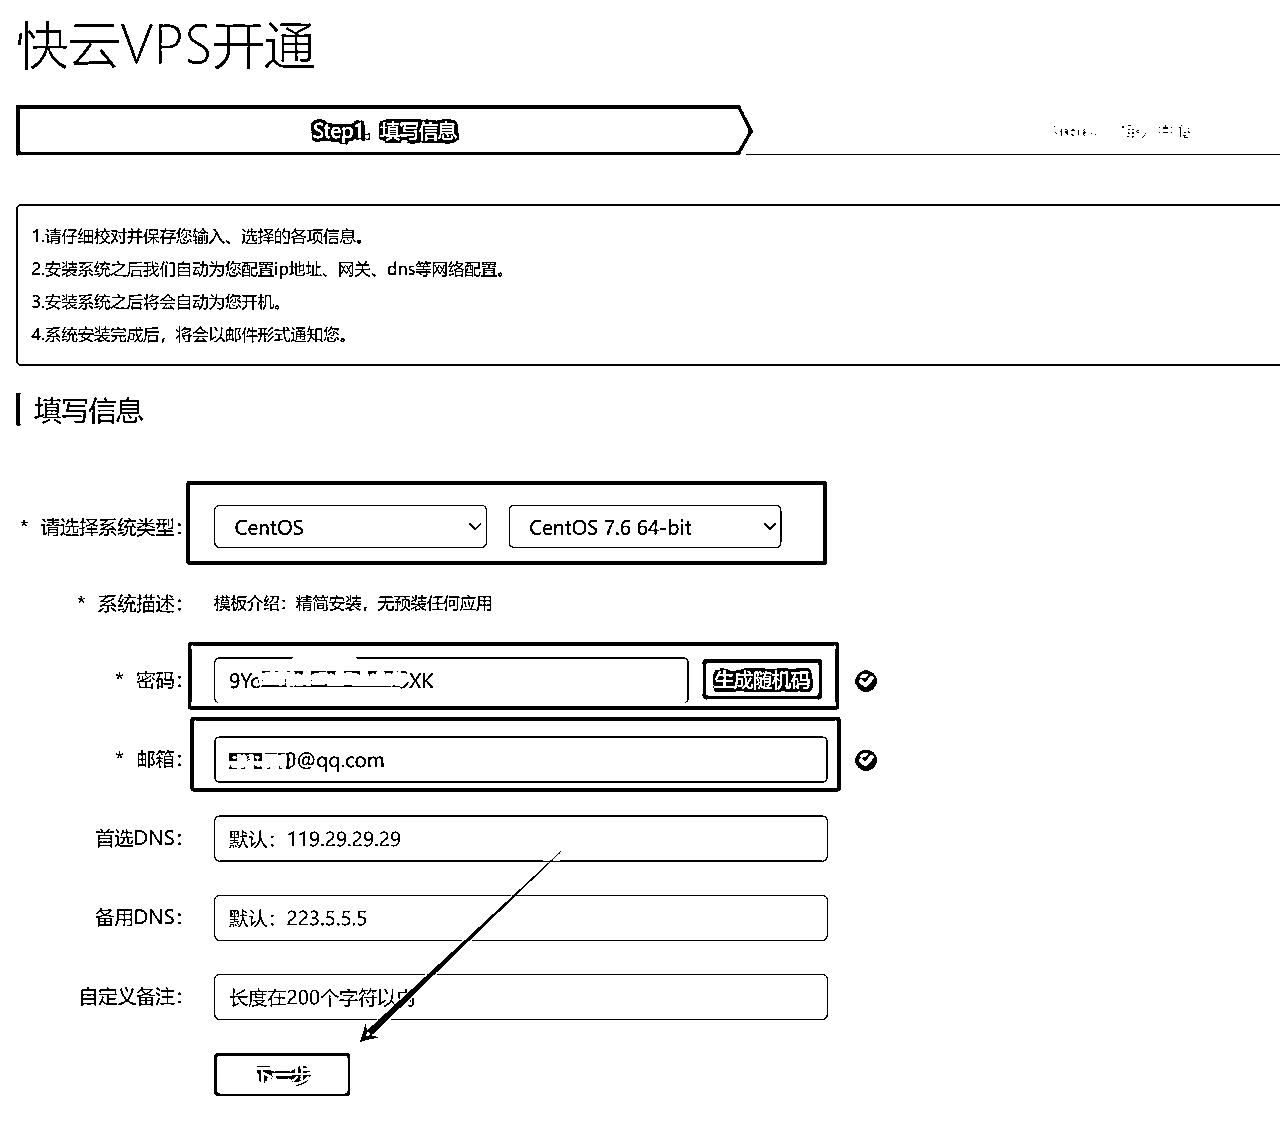 快云VPS开通
Step1. 填写信息
1.请仔细校对并保存您输入、选择的各项信息。
2.安装系统之后我们自动为您配置ip地址、网关、dns等网络配置。
3.安装系统之后将会自动为您开机。
4.系统安装完成后，将会以邮件形式通知您。
填写信息
* 请选择系统类型: CentOS CentOS 7.6 64-bit
* 系统描述: 模板介绍：精简安装，无预装任何应用
* 密码: 9Yo XK 生成随机码
* 邮箱: 0@qq.com
首选DNS: 默认：119.29.29.29
备用DNS: 默认：223.5.5.5
自定义备注: 长度在200个字符以内
下一步